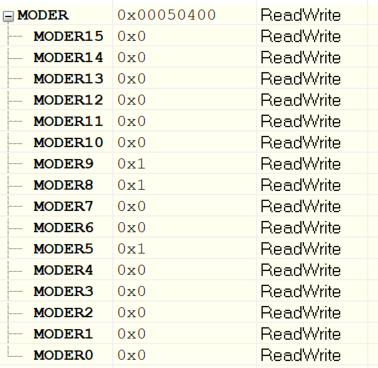 MODER 0x00050400 ReadWrite
MODER15 0x0 ReadWrite
MODER14 0x0 ReadWrite
MODER13 0x0 ReadWrite
MODER12 0x0 ReadWrite
MODER11 0x0 ReadWrite
MODER10 0x0 ReadWrite
MODER9 0x1 ReadWrite
MODER8 0x1 ReadWrite
MODER7 0x0 ReadWrite
MODER6 0x0 ReadWrite
MODER5 0x1 ReadWrite
MODER4 0x0 ReadWrite
MODER3 0x0 ReadWrite
MODER2 0x0 ReadWrite
MODER1 0x0 ReadWrite
MODER0 0x0 ReadWrite